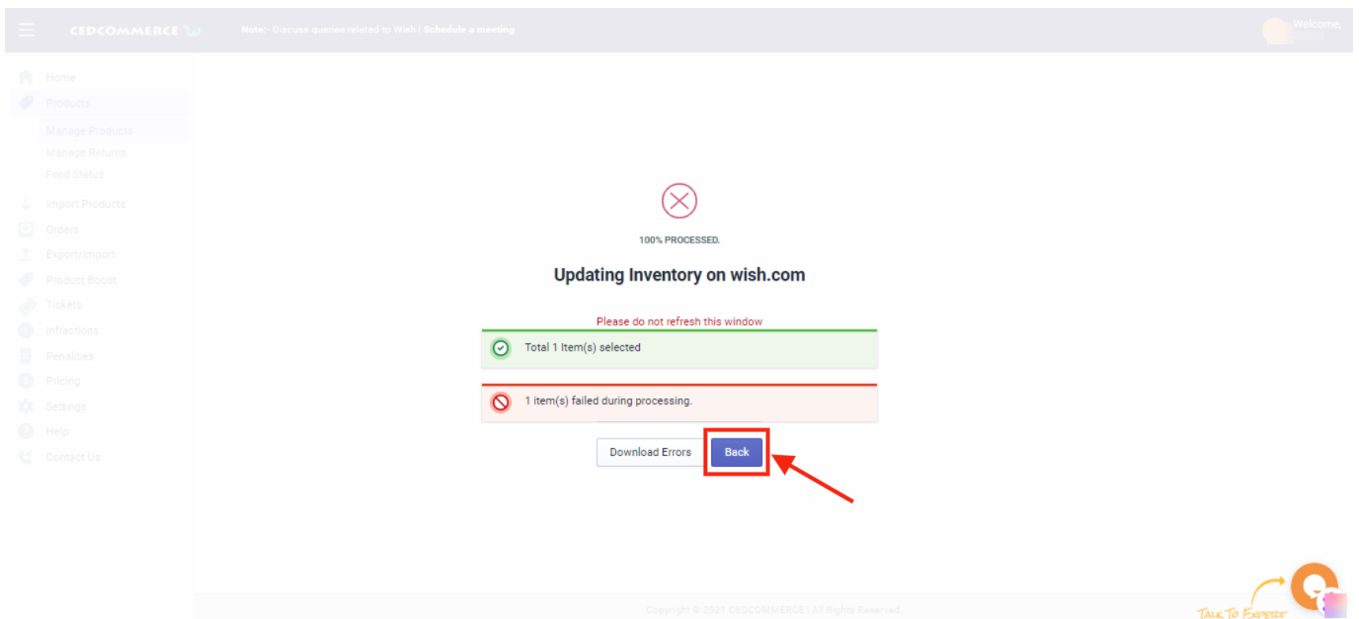 CEDCOMMERCE
Note:- Discuss queries related to Wish | Schedule a meeting
Welcome,
Home
Products
Manage Products
Manage Returns
Feed Status
Import Products
Orders
Export/Import
Product Boost
Tickets
Infractions
Penalties
Pricing
Settings
Help
Contact Us
100% PROCESSED.
Updating Inventory on wish.com
Please do not refresh this window
Total 1 Item(s) selected
1 item(s) failed during processing.
Download Errors
Back
Copyright © 2021 CEDCOMMERCE | All Rights Reserved.
TALK TO EXPERT